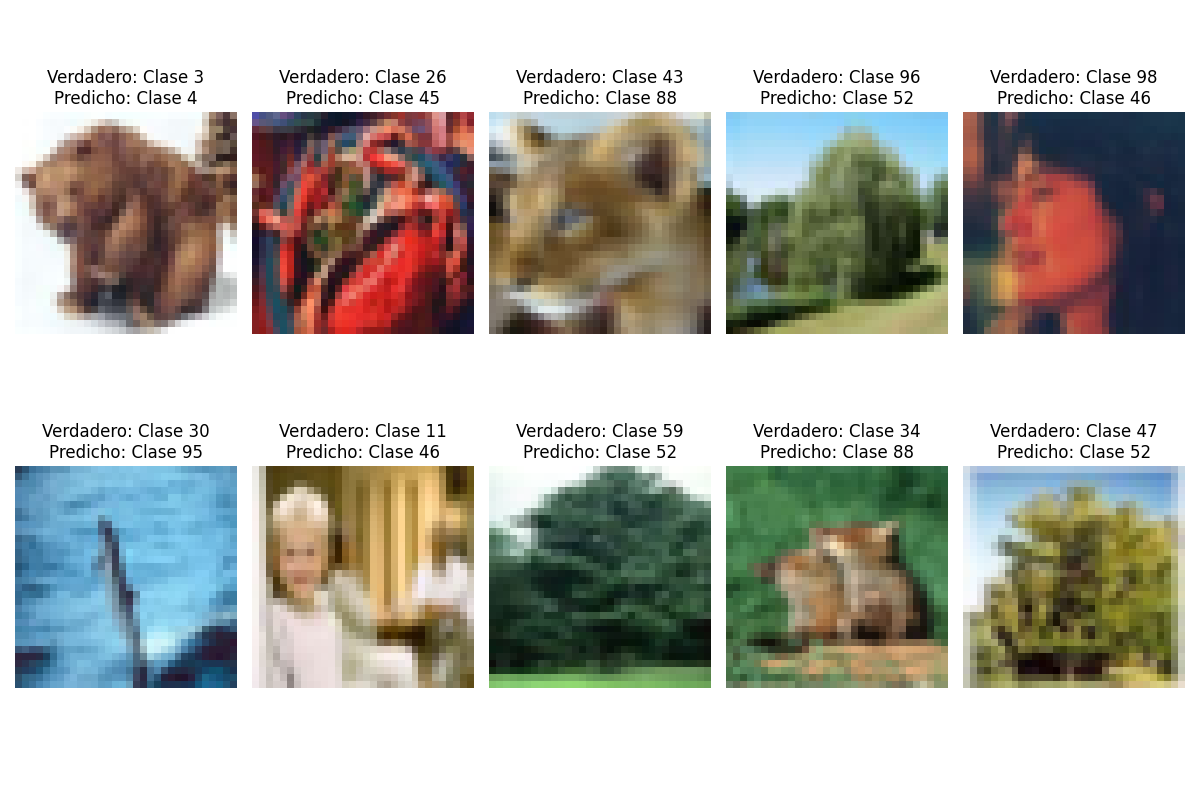 Verdadero: Clase 3
Predicho: Clase 4
Verdadero: Clase 26
Predicho: Clase 45
Verdadero: Clase 43
Predicho: Clase 88
Verdadero: Clase 96
Predicho: Clase 52
Verdadero: Clase 98
Predicho: Clase 46
Verdadero: Clase 30
Predicho: Clase 95
Verdadero: Clase 11
Predicho: Clase 46
Verdadero: Clase 59
Predicho: Clase 52
Verdadero: Clase 34
Predicho: Clase 88
Verdadero: Clase 47
Predicho: Clase 52